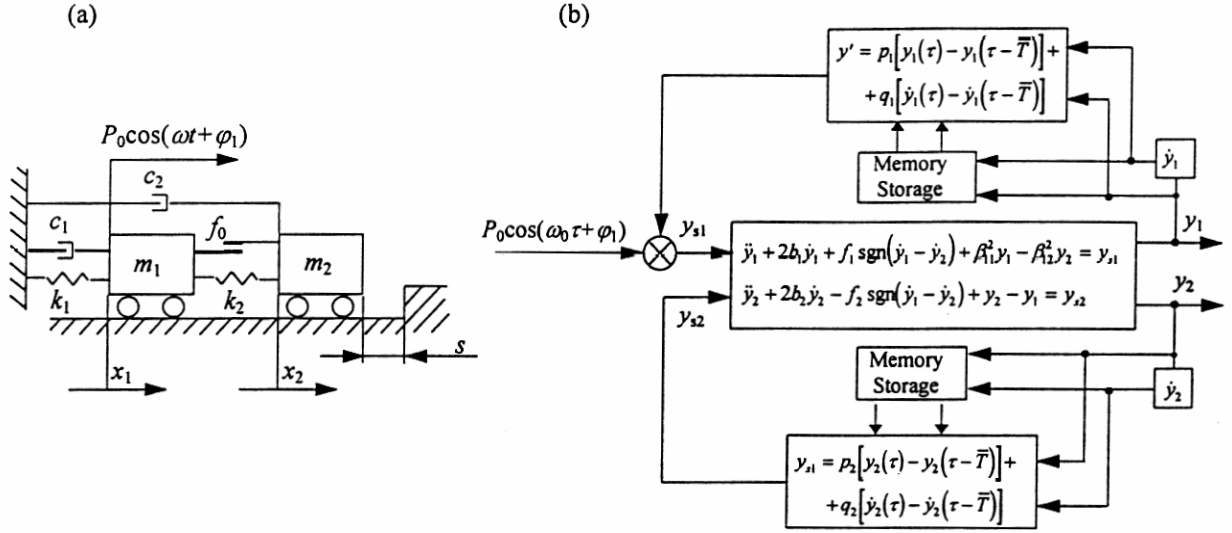 (a)
P₀cos(ωt+φ₁)
c₂
c₁
f₀
m₁
m₂
k₁
k₂
s
x₁
x₂
(b)
y′ = p₁[y₁(τ) − y₁(τ − T̿)] +
+ q₁[ẏ₁(τ) − ẏ₁(τ − T̿)]
Memory
Storage
ẏ₁
y₁
P₀cos(ω₀τ+φ₁)
yₛ₁
ÿ₁ + 2b₁ẏ₁ + f₁ sgn(ẏ₁ − ẏ₂) + β₁₁²y₁ − β₁₂²y₂ = yₛ₁
ÿ₂ + 2b₂ẏ₂ − f₂ sgn(ẏ₁ − ẏ₂) + y₂ − y₁ = yₛ₂
yₛ₂
y₂
Memory
Storage
ẏ₂
yₛ₁ = p₂[y₂(τ) − y₂(τ − T̿)] +
+ q₂[ẏ₂(τ) − ẏ₂(τ − T̿)]